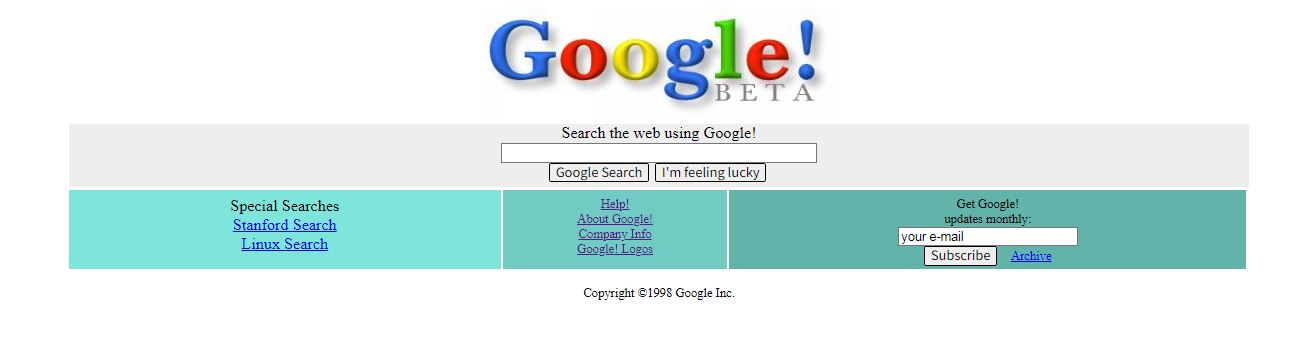 Google!
BETA
Search the web using Google!
Google Search I'm feeling lucky
Special Searches
Stanford Search
Linux Search
Help!
About Google!
Company Info
Google! Logos
Get Google!
updates monthly:
your e-mail
Subscribe Archive
Copyright ©1998 Google Inc.